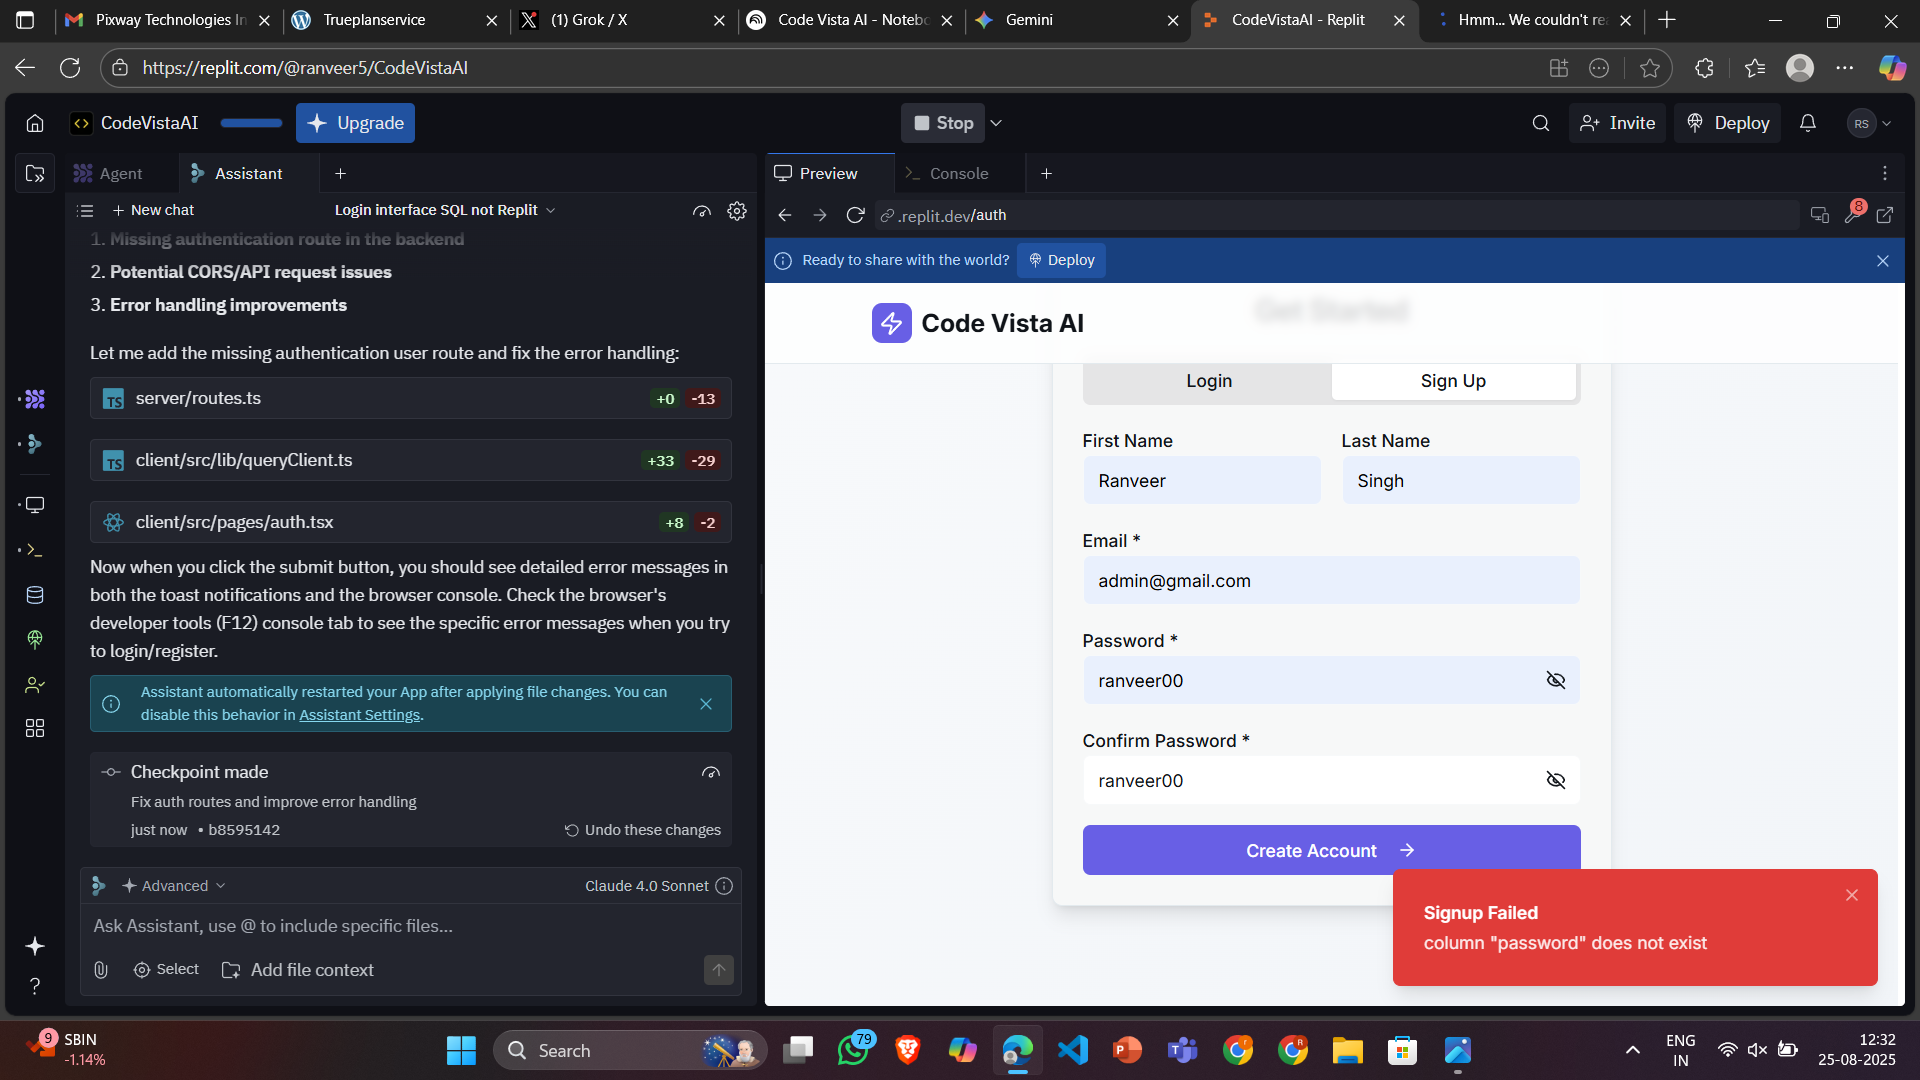 Pixway Technologies In
Trueplanservice
(1) Grok / X
Code Vista AI - Notebo
Gemini
CodeVistaAI - Replit
Hmm... We couldn't re
https://replit.com/@ranveer5/CodeVistaAI
CodeVistaAI
Upgrade
Stop
Invite
Deploy
RS
Agent
Assistant
Preview
Console
New chat
Login interface SQL not Replit
.replit.dev/auth
8
1. Missing authentication route in the backend
2. Potential CORS/API request issues
3. Error handling improvements
Ready to share with the world?
Deploy
Get Started
Code Vista AI
Let me add the missing authentication user route and fix the error handling:
TS server/routes.ts +0 -13
TS client/src/lib/queryClient.ts +33 -29
client/src/pages/auth.tsx +8 -2
Now when you click the submit button, you should see detailed error messages in
both the toast notifications and the browser console. Check the browser's
developer tools (F12) console tab to see the specific error messages when you try
to login/register.
Assistant automatically restarted your App after applying file changes. You can
disable this behavior in Assistant Settings.
Checkpoint made
Fix auth routes and improve error handling
just now • b8595142
Undo these changes
Advanced
Claude 4.0 Sonnet
Ask Assistant, use @ to include specific files...
Select
Add file context
Login
Sign Up
First Name
Last Name
Ranveer
Singh
Email *
admin@gmail.com
Password *
ranveer00
Confirm Password *
ranveer00
Create Account
Signup Failed
column "password" does not exist
9
SBIN
-1.14%
Search
79
ENG
IN
12:32
25-08-2025